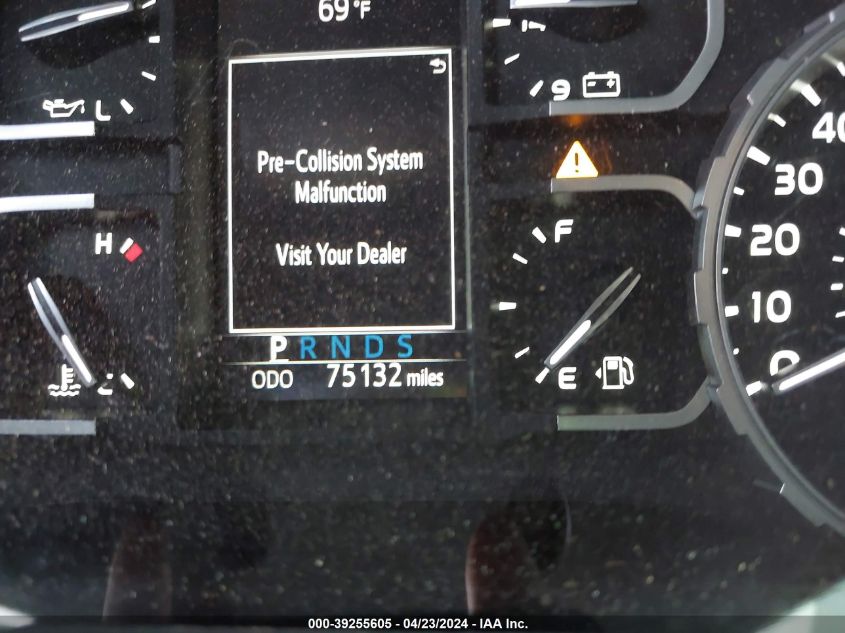 69°F
L
9
40
Pre-Collision System
Malfunction
30
H
F
Visit Your Dealer
20
10
P R N D S
0
E
ODO 75132 miles
000-39255605 - 04/23/2024 - IAA Inc.